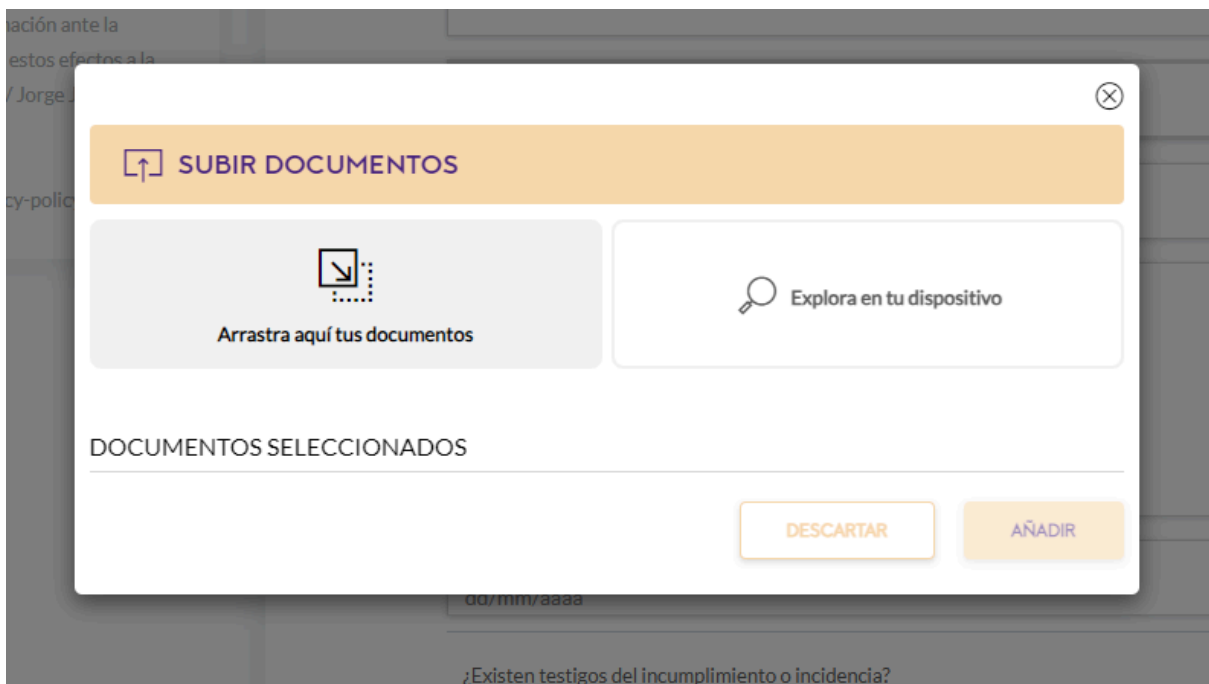 nación ante la
estos efectos a la
/ Jorge J
cy-polic
SUBIR DOCUMENTOS
Arrastra aquí tus documentos
Explora en tu dispositivo
DOCUMENTOS SELECCIONADOS
DESCARTAR
AÑADIR
dd/mm/aaaa
¿Existen testigos del incumplimiento o incidencia?